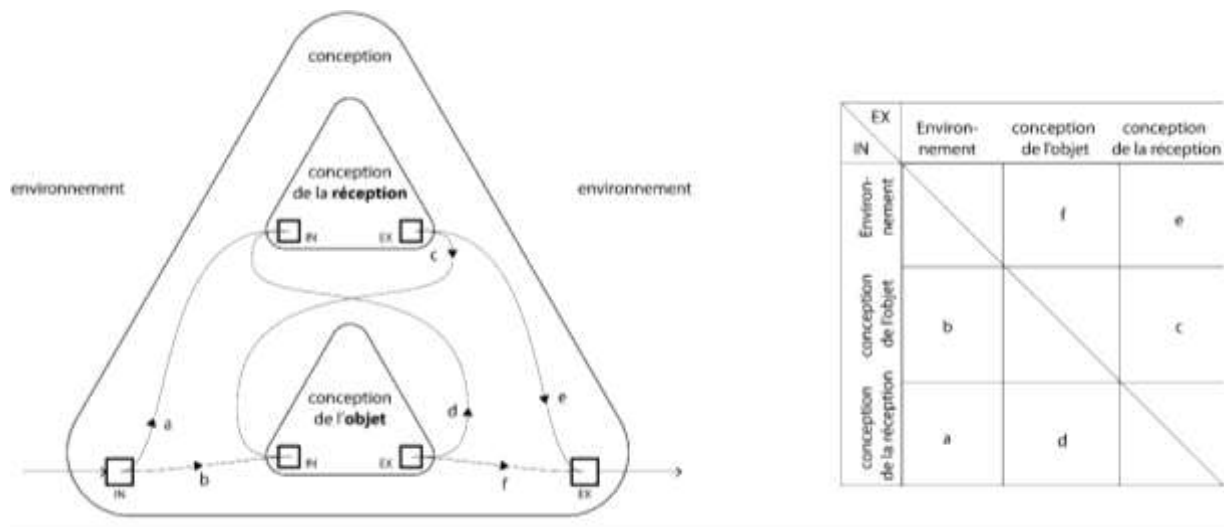 conception
environnement
environnement
conception
de la réception
IN
EX
c
a
conception
de l'objet
d
e
IN
EX
b
f
IN
EX
EX
IN
Environ-
nement
conception
de l'objet
conception
de la réception
Environ-
nement
f
e
conception
de l'objet
b
c
conception
de la réception
a
d